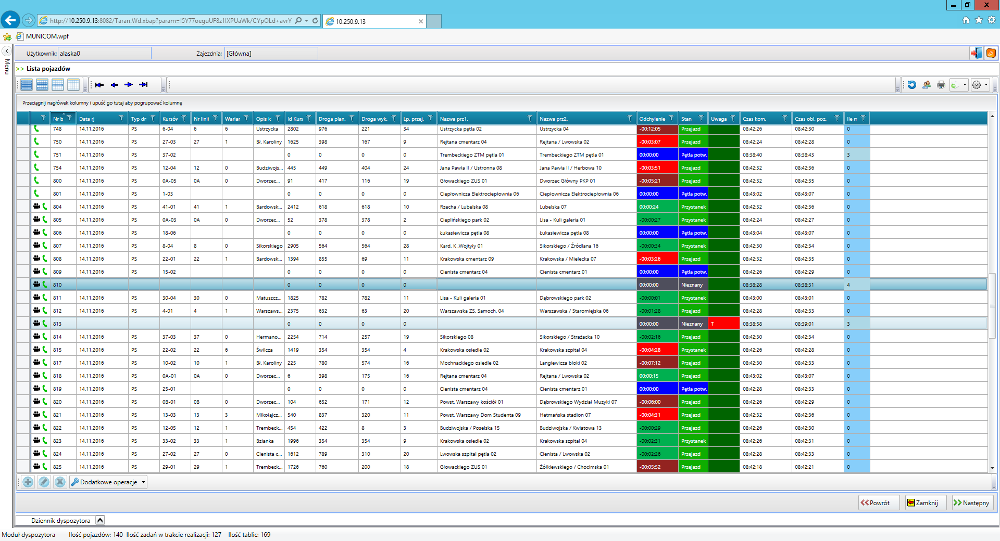 http://10.250.9.13:8082/Taran.Wd.xbap?param=I5Y77oeguUF8z1lXPUaWk/CYpOLd+avrY 10.250.9.13
MUNICOM.wpf
Menu
Użytkownik: alaska0 Zajezdnia: [Główna]
>> Lista pojazdów
Przeciągnij nagłówek kolumny i upuść go tutaj aby pogrupować kolumnę
Nr b Data rj Typ dn Kursów Nr linii Warian Opis ki Id Kurs Droga plan. Droga wyk. Lp. przej. Nazwa prz1. Nazwa prz2. Odchylenie Stan Uwaga Czas kom. Czas obl. poz. Ile m
748 14.11.2016 PS 6-04 6 6 Ustrzycka 2802 976 221 34 Ustrzycka pętla 02 Ustrzycka 04 -00:12:05 Przejazd 08:42:26 08:42:30 0
750 14.11.2016 PS 27-03 27 1 Bł. Karoliny 1625 398 167 9 Rejtana cmentarz 04 Rejtana / Lwowska 02 -00:03:07 Przejazd 08:42:24 08:42:28 0
751 14.11.2016 PS 37-02 0 0 0 0 Trembeckiego ZTM pętla 01 Trembeckiego ZTM pętla 01 00:00:00 Pętla potw. 08:38:40 08:38:43 3
754 14.11.2016 PS 12-04 12 0 Budziwojs... 445 449 404 24 Jana Pawła II / Ustronna 08 Jana Pawła II / Herbowa 10 -00:03:51 Przejazd 08:42:32 08:42:36 0
800 14.11.2016 PS 0A-05 0A 0 Dworzec... 91 417 116 19 Głowackiego ZUS 01 Dworzec Główny PKP 01 -00:05:21 Przejazd 08:42:32 08:42:35 0
801 14.11.2016 PS 1-03 0 0 0 0 Ciepłownicza Elektrociepłownia 06 Ciepłownicza Elektrociepłownia 06 00:00:00 Pętla potw. 08:43:02 08:43:07 0
804 14.11.2016 PS 41-01 41 1 Bardowsk... 2412 618 618 10 Rzecha / Lubelska 08 Lubelska 07 00:00:24 Przystanek 08:42:32 08:42:36 0
805 14.11.2016 PS 0A-03 0A 0 Dworzec... 52 378 378 2 Cieplińskiego park 02 Lisa - Kuli galeria 01 -00:00:27 Przystanek 08:42:24 08:42:27 0
806 14.11.2016 PS 18-06 0 0 0 0 Łukasiewicza pętla 08 Łukasiewicza pętla 08 00:00:00 Pętla potw. 08:43:04 08:43:07 0
807 14.11.2016 PS 8-04 8 0 Sikorskiego 2905 564 564 28 Kard. K .Wojtyły 01 Sikorskiego / Źródlana 16 -00:00:34 Przystanek 08:42:30 08:42:34 0
808 14.11.2016 PS 22-01 22 1 Bardowsk... 1394 855 69 11 Krakowska cmentarz 09 Krakowska / Mielecka 07 -00:03:26 Przejazd 08:42:32 08:42:35 0
809 14.11.2016 PS 15-02 0 0 0 0 Cienista cmentarz 04 Cienista cmentarz 01 00:00:00 Pętla potw. 08:42:26 08:42:29 0
810 0 0 0 0 00:00:00 Nieznany 08:38:28 08:38:31 4
811 14.11.2016 PS 30-04 30 0 Matuszcz... 1825 782 782 11 Lisa - Kuli galeria 01 Dąbrowskiego park 02 -00:00:01 Przystanek 08:43:00 08:43:01 0
812 14.11.2016 PS 4-01 4 1 Warszaws... 2375 632 63 20 Warszawska ZS. Samoch. 04 Warszawska / Staromiejska 06 -00:01:28 Przejazd 08:42:28 08:42:33 0
813 0 0 0 0 00:00:00 Nieznany T 08:38:58 08:39:01 3
814 14.11.2016 PS 37-03 37 0 Hermano... 2254 714 257 19 Sikorskiego 08 Sikorskiego / Strażacka 10 -00:02:16 Przejazd 08:42:30 08:42:34 0
815 14.11.2016 PS 22-02 22 6 Świlcza 1419 354 354 4 Krakowska osiedle 02 Krakowska szpital 04 -00:04:28 Przystanek 08:42:26 08:42:28 0
817 14.11.2016 PS 10-02 10 1 Bł. Karoliny 225 780 574 16 Mochnackiego osiedle 02 Langiewicza bloki 02 -00:07:12 Przejazd 08:42:30 08:42:33 0
818 14.11.2016 PS 0A-01 0A 0 Dworzec... 6 398 175 16 Rejtana cmentarz 04 Rejtana / Lwowska 02 00:00:15 Przejazd 08:43:02 08:43:07 0
819 14.11.2016 PS 25-01 0 0 0 0 Cienista cmentarz 04 Cienista cmentarz 01 00:00:00 Pętla potw. 08:42:28 08:42:33 0
820 14.11.2016 PS 0B-01 0B 0 Dworzec... 104 652 171 12 Powst. Warszawy kościół 01 Dąbrowskiego Wydział Muzyki 07 -00:06:00 Przejazd 08:42:26 08:42:29 0
821 14.11.2016 PS 13-03 13 3 Mikołajcz... 540 837 320 11 Powst. Warszawy Dom Studenta 09 Hetmańska stadion 07 -00:04:31 Przejazd 08:42:32 08:42:36 0
822 14.11.2016 PS 12-05 12 1 Trembeck... 454 422 8 3 Budziwojska / Poselska 15 Budziwojska / Kwiatowa 13 -00:00:29 Przejazd 08:42:26 08:42:30 0
823 14.11.2016 PS 33-02 33 1 Bzianka 1996 354 354 9 Krakowska osiedle 02 Krakowska szpital 04 -00:02:31 Przystanek 08:42:26 08:42:31 0
824 14.11.2016 PS 27-02 27 0 Cienista c... 1612 789 310 20 Lwowska szpital pętla 02 Cienista / Lwowska 02 -00:02:26 Przejazd 08:42:28 08:42:33 0
825 14.11.2016 PS 29-01 29 1 Trembeck... 1726 760 200 18 Głowackiego ZUS 01 Żółkiewskiego / Chocimska 01 -00:05:52 Przejazd 08:42:18 08:42:21 0
Dodatkowe operacje
Powrót Zamknij Następny
Dziennik dyspozytora
Moduł dyspozytora Ilość pojazdów: 140 Ilość zadań w trakcie realizacji: 127 Ilość tablic: 169